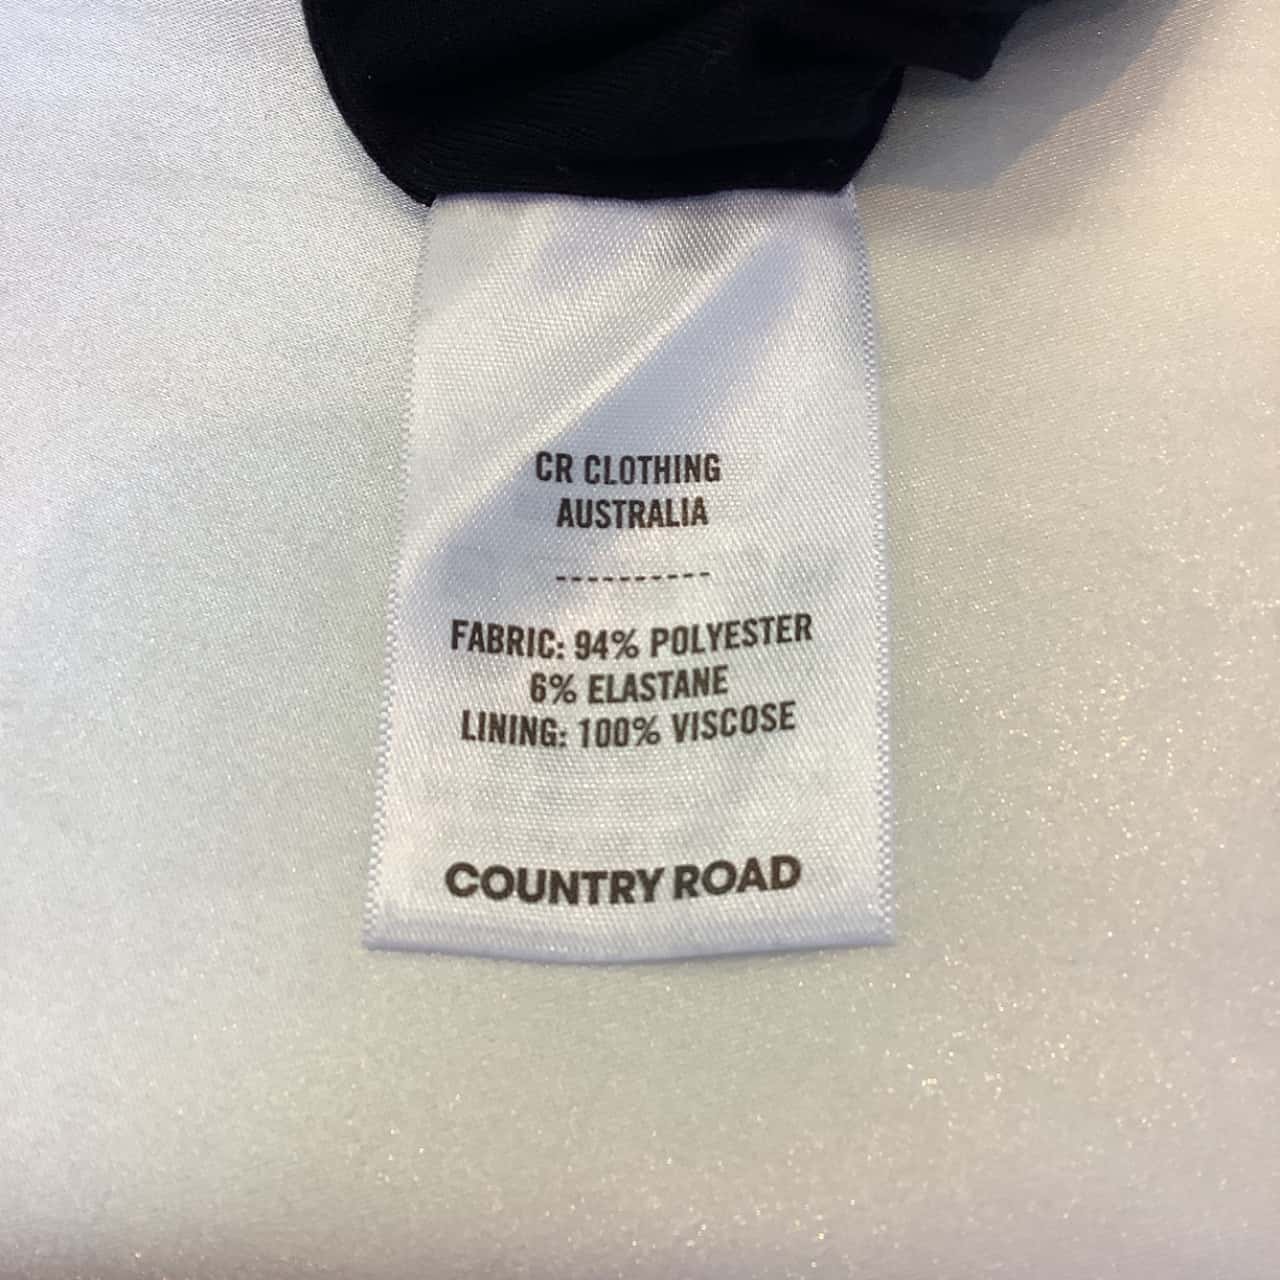 CR CLOTHING
AUSTRALIA
----------
FABRIC: 94% POLYESTER
6% ELASTANE
LINING: 100% VISCOSE
COUNTRY ROAD